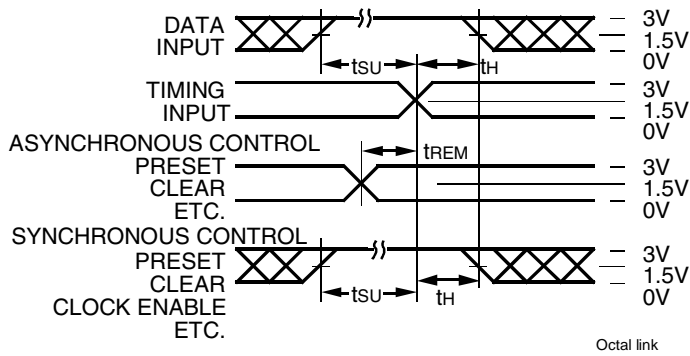 DATA
INPUT
tSU
tH
3V
1.5V
0V
TIMING
INPUT
3V
1.5V
0V
ASYNCHRONOUS CONTROL
PRESET
CLEAR
ETC.
tREM
3V
1.5V
0V
SYNCHRONOUS CONTROL
PRESET
CLEAR
CLOCK ENABLE
ETC.
tSU
tH
3V
1.5V
0V
Octal link